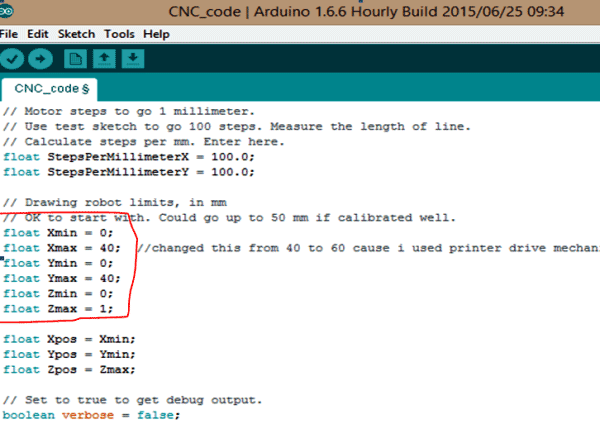 CNC_code | Arduino 1.6.6 Hourly Build 2015/06/25 09:34
File Edit Sketch Tools Help
CNC_code §
// Motor steps to go 1 millimeter.
// Use test sketch to go 100 steps. Measure the length of line.
// Calculate steps per mm. Enter here.
float StepsPerMillimeterX = 100.0;
float StepsPerMillimeterY = 100.0;
// Drawing robot limits, in mm
// OK to start with. Could go up to 50 mm if calibrated well.
float Xmin = 0;
float Xmax = 40; //changed this from 40 to 60 cause i used printer drive mechani
float Ymin = 0;
float Ymax = 40;
float Zmin = 0;
float Zmax = 1;
float Xpos = Xmin;
float Ypos = Ymin;
float Zpos = Zmax;
// Set to true to get debug output.
boolean verbose = false;